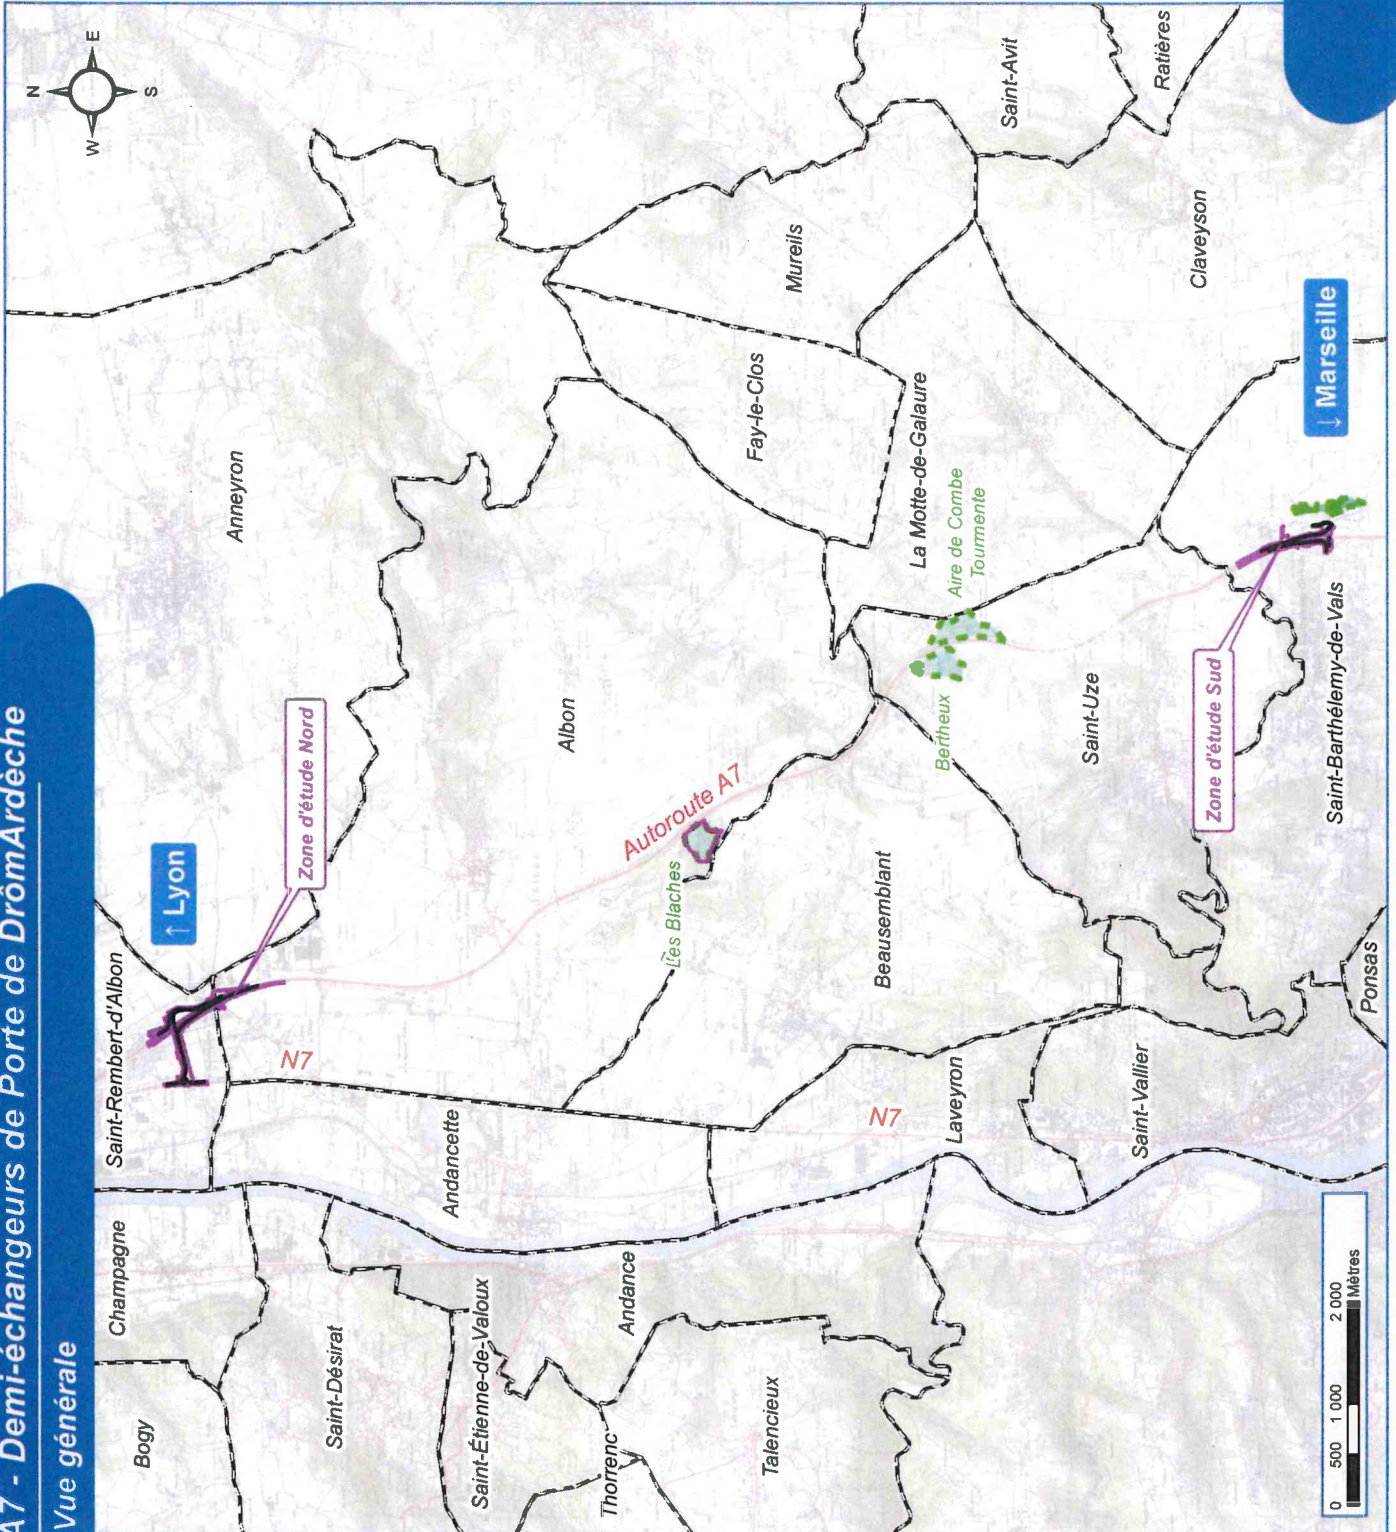 A7 - Demi-échangeurs de Porte de DrômArdèche
Vue générale
N
W
E
S
Bogy
Champagne
Saint-Rembert-d'Albon
↑ Lyon
Zone d'étude Nord
Anneyron
N7
Saint-Désirat
Andancette
Saint-Étienne-de-Valoux
Albon
Thorrenc
Andance
Les Blaches
Autoroute A7
Talencieux
Fay-le-Clos
Mureils
N7
Beausemblant
La Motte-de-Galaure
Laveyron
Bertheux
Aire de Combe
Tourmente
Saint-Avit
Saint-Vallier
Saint-Uze
Ratières
Claveyson
Zone d'étude Sud
↓ Marseille
Saint-Barthélemy-de-Vals
Ponsas
0 500 1 000 2 000
Mètres